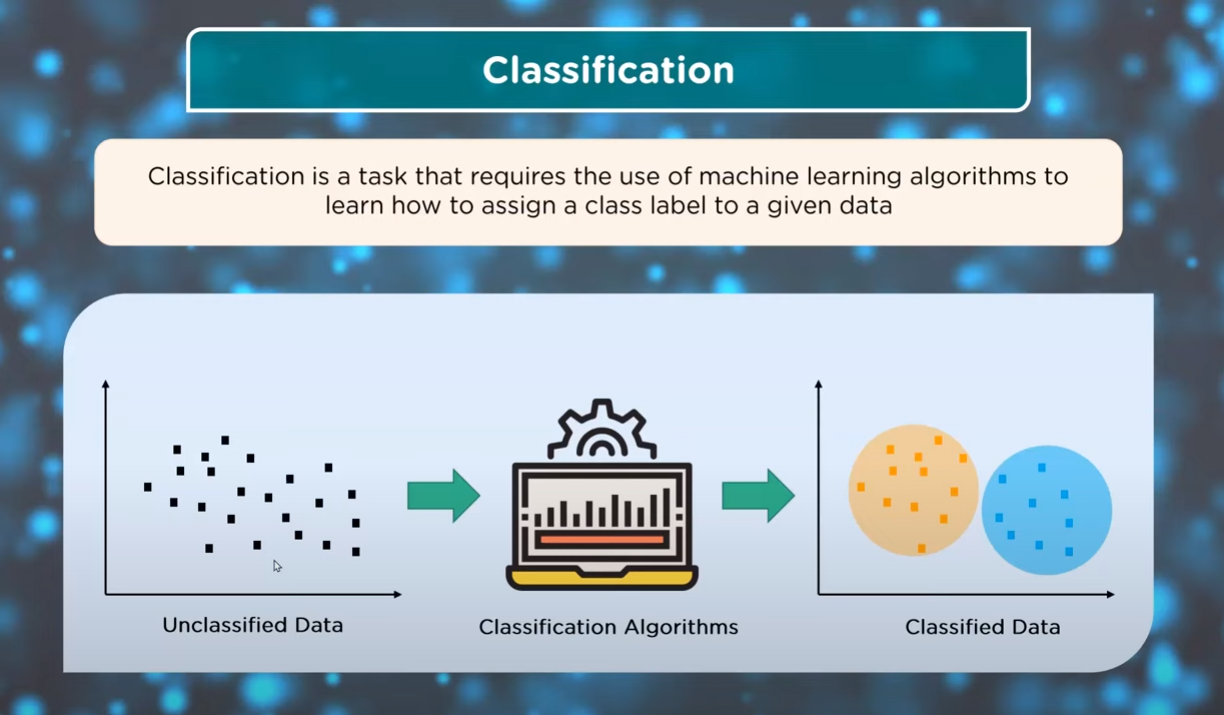 Classification
Classification is a task that requires the use of machine learning algorithms to
learn how to assign a class label to a given data
Unclassified Data
Classification Algorithms
Classified Data